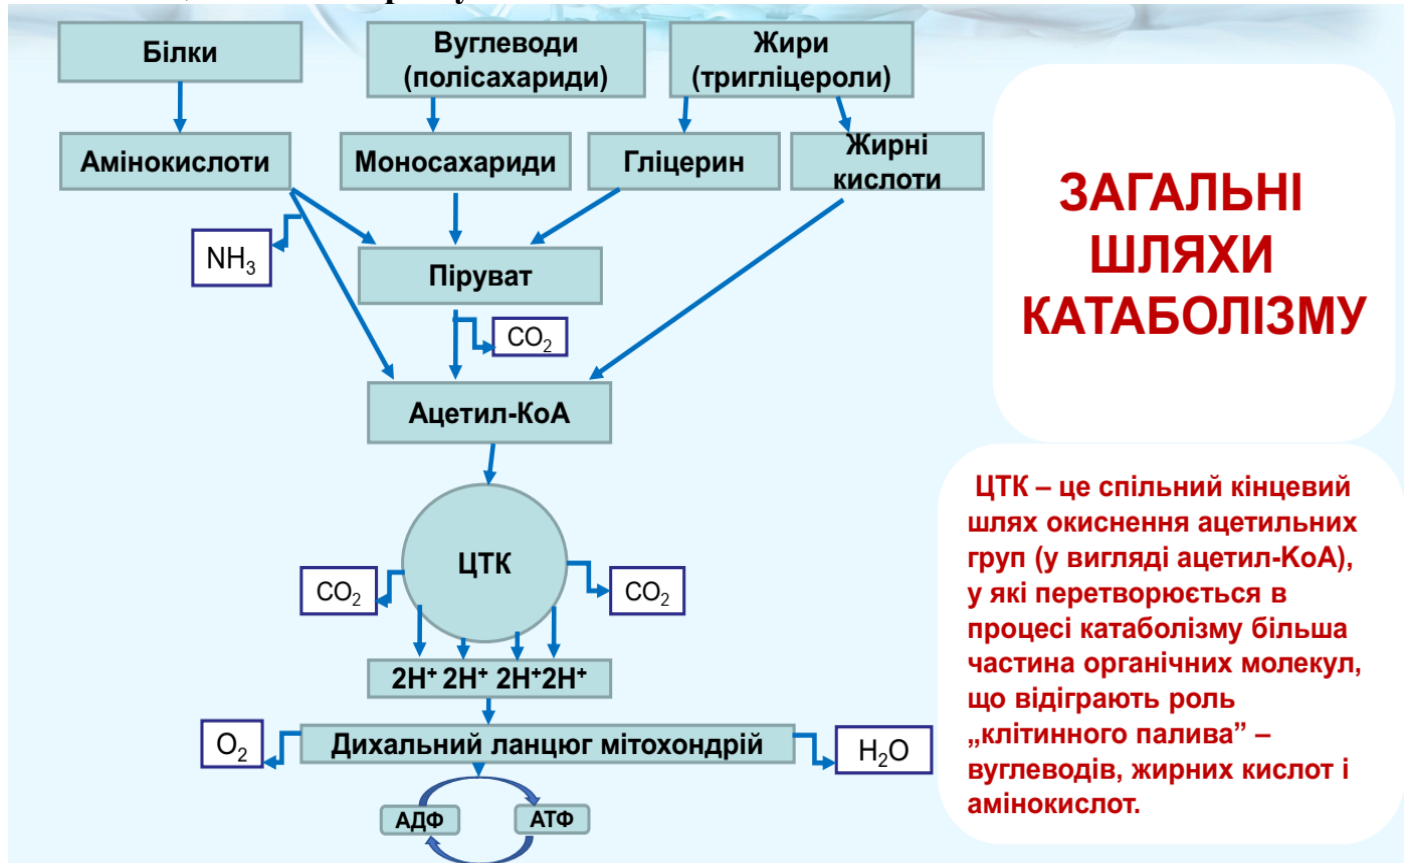 Білки
Вуглеводи
(полісахариди)
Жири
(тригліцероли)
Амінокислоти
Моносахариди
Гліцерин
Жирні
кислоти
NH3
Піруват
CO2
Ацетил-КоА
ЦТК
CO2
CO2
2H+ 2H+ 2H+2H+
O2
Дихальний ланцюг мітохондрій
H2O
АДФ
АТФ
ЗАГАЛЬНІ
ШЛЯХИ
КАТАБОЛІЗМУ
ЦТК – це спільний кінцевий
шлях окиснення ацетильних
груп (у вигляді ацетил-КоА),
у які перетворюється в
процесі катаболізму більша
частина органічних молекул,
що відіграють роль
„клітинного палива” –
вуглеводів, жирних кислот і
амінокислот.